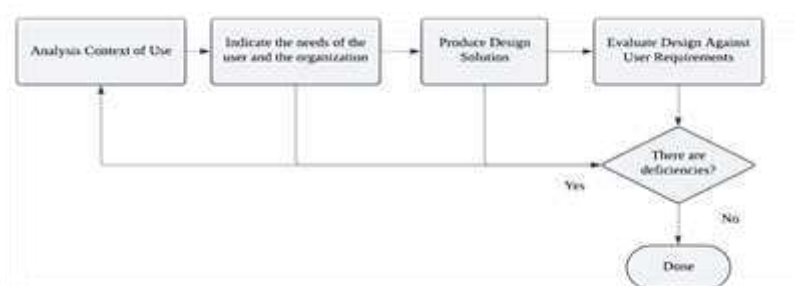 Analysis Context of Use
Indicate the needs of the
user and the organization
Produce Design
Solution
Evaluate Design Against
User Requirements
There are
deficiencies?
Yes
No
Done